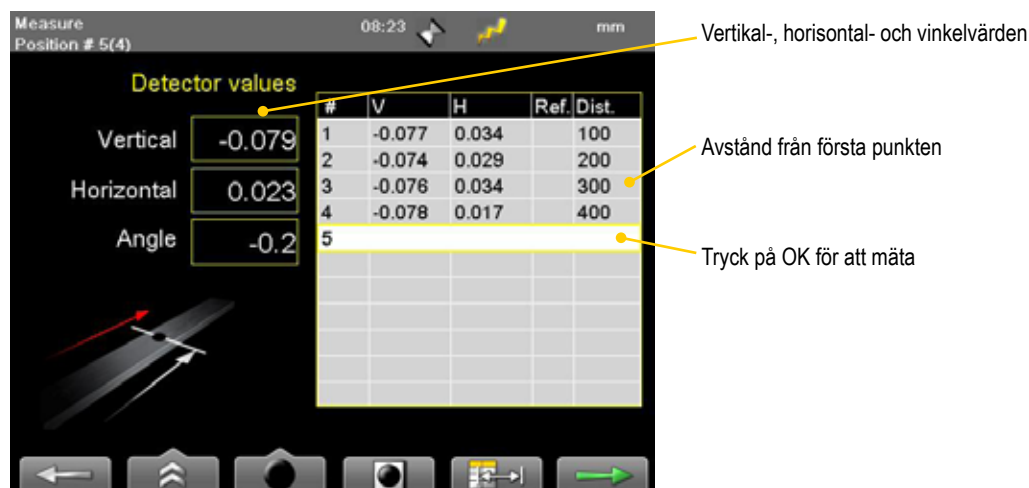 Measure 08:23 mm
Position # 5(4)
Vertikal-, horisontal- och vinkelvärden
Detector values
# V H Ref. Dist.
Vertical -0.079
1 -0.077 0.034 100
2 -0.074 0.029 200
Avstånd från första punkten
Horizontal 0.023
3 -0.076 0.034 300
4 -0.078 0.017 400
Angle -0.2
5
Tryck på OK för att mäta